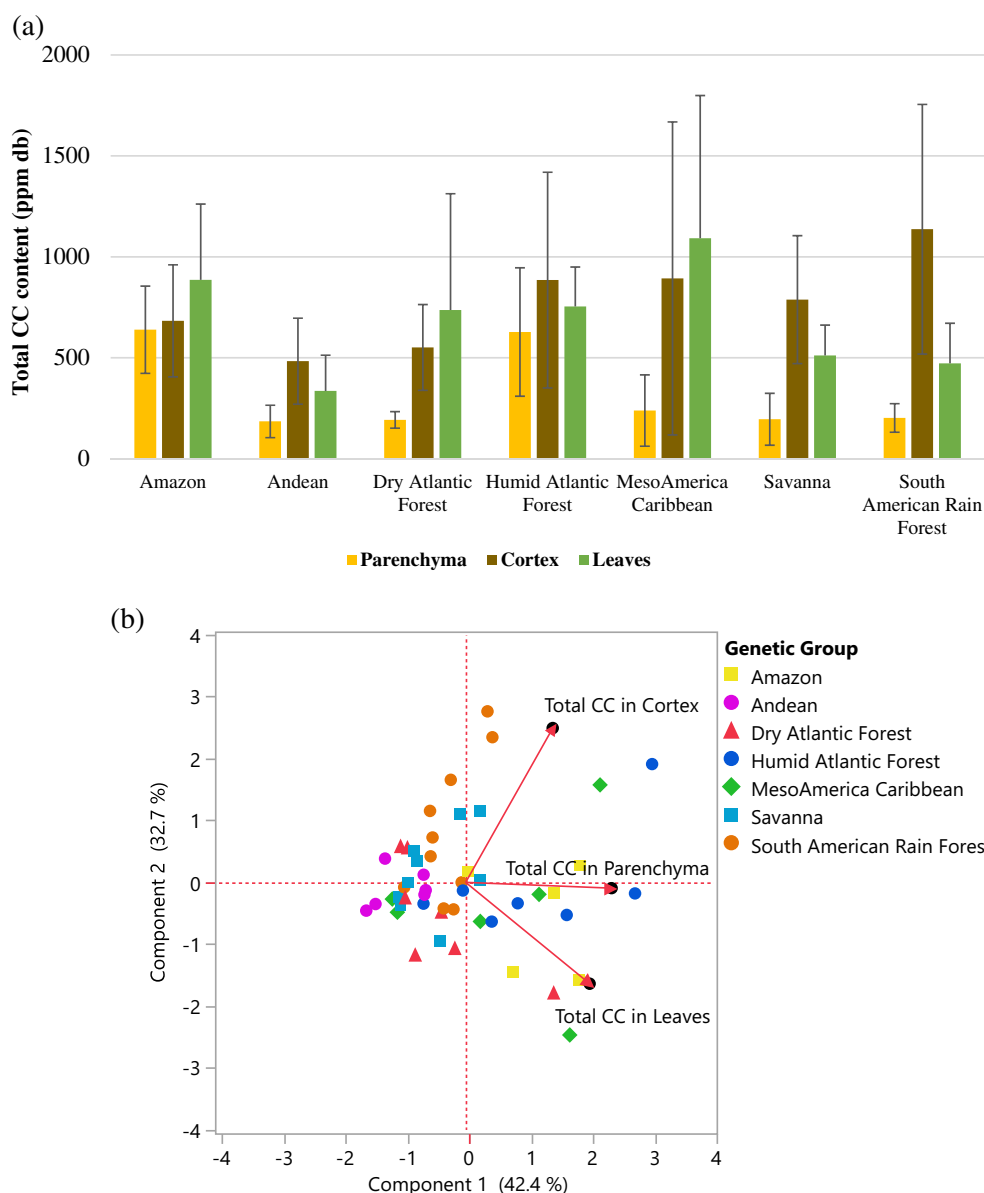 (a)
Total CC content (ppm db)
2000
1500
1000
500
0
Amazon
Andean
Dry Atlantic
Forest
Humid Atlantic
Forest
MesoAmerica
Caribbean
Savanna
South
American Rain
Forest
Parenchyma Cortex Leaves
(b)
Component 2 (32.7 %)
4
3
2
1
0
-1
-2
-3
-4
Total CC in Cortex
Total CC in Parenchyma
Total CC in Leaves
-4 -3 -2 -1 0 1 2 3 4
Component 1 (42.4 %)
Genetic Group
Amazon
Andean
Dry Atlantic Forest
Humid Atlantic Forest
MesoAmerica Caribbean
Savanna
South American Rain Fores